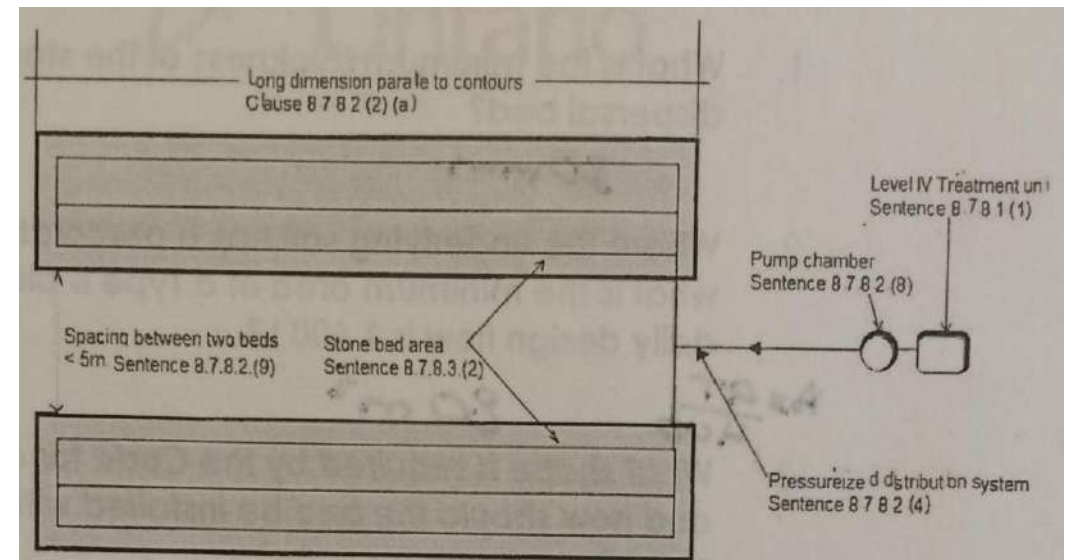 Long dimension parale to contours
Clause 8 7 8 2 (2) (a)
Level IV Treatment un
Sentence 8.7 8 1 (1)
Pump chamber
Sentence 8 7 8 2 (8)
Spacing between two beds
< 5m Sentence 8.7.8.2.(9)
Stone bed area
Sentence 8.7.8.3.(2)
Pressureize d dstribut on system
Sentence 8 7 8 2 (4)